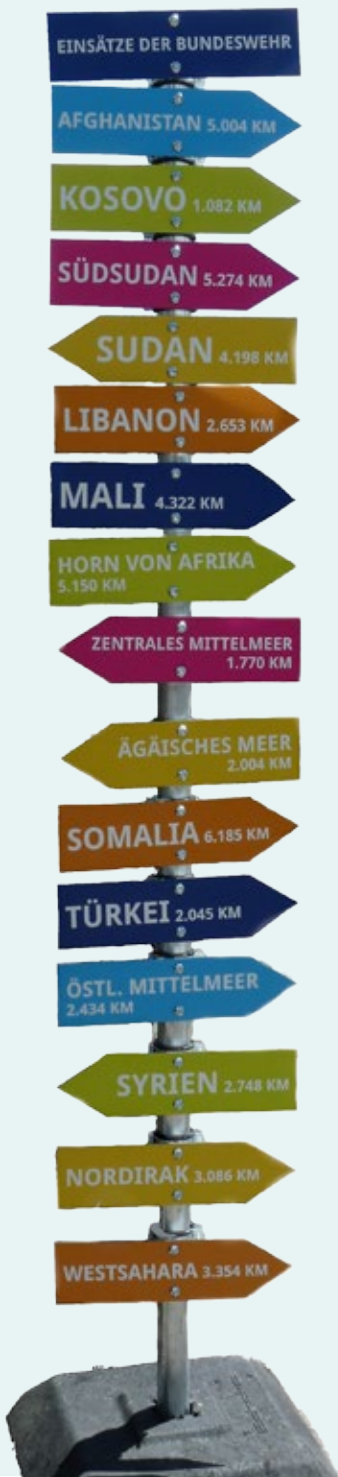 EINSÄTZE DER BUNDESWEHR
AFGHANISTAN 5.004 KM
KOSOVO 1.082 KM
SÜDSUDAN 5.274 KM
SUDAN 4.198 KM
LIBANON 2.653 KM
MALI 4.322 KM
HORN VON AFRIKA
5.150 KM
ZENTRALES MITTELMEER
1.770 KM
ÄGÄISCHES MEER
2.004 KM
SOMALIA 6.185 KM
TÜRKEI 2.045 KM
ÖSTL. MITTELMEER
2.434 KM
SYRIEN 2.748 KM
NORDIRAK 3.086 KM
WESTSAHARA 3.354 KM